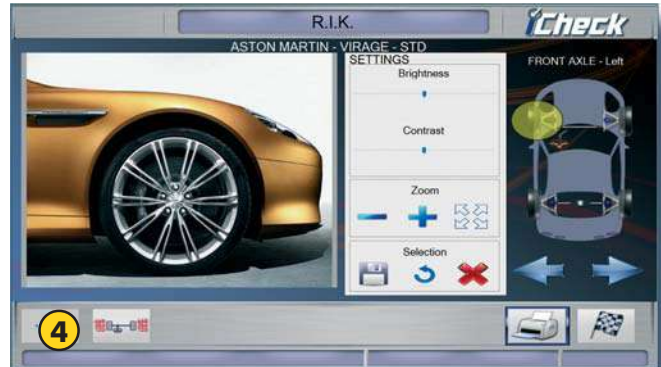 R.I.K.
iCheck
ASTON MARTIN - VIRAGE - STD
SETTINGS
Brightness
Contrast
Zoom
Selection
FRONT AXLE - Left
4